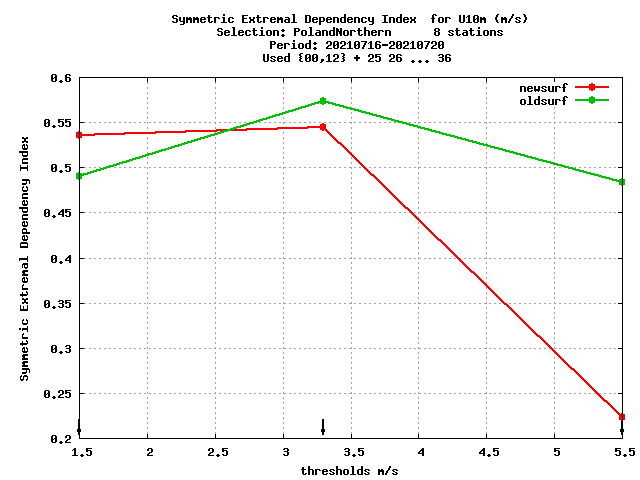 Symmetric Extremal Dependency Index  for U10m (m/s)
Selection: PolandNorthern      8 stations
Period: 20210716-20210720
Used {00,12} + 25 26 ... 36
newsurf
oldsurf
Symmetric Extremal Dependency Index
0.6
0.55
0.5
0.45
0.4
0.35
0.3
0.25
0.2
1.5 2 2.5 3 3.5 4 4.5 5 5.5
thresholds m/s